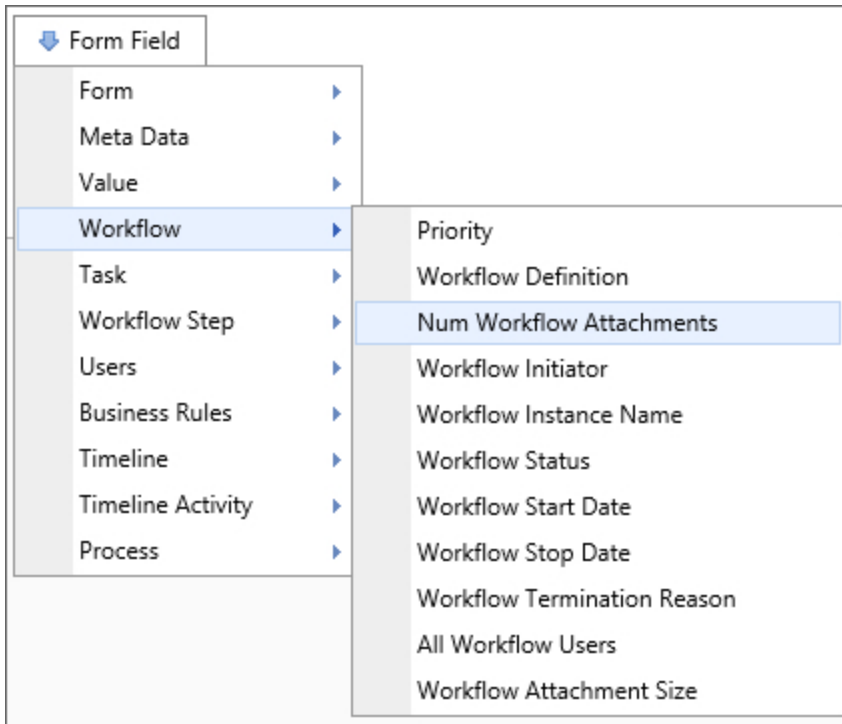 Form Field
Form
Meta Data
Value
Workflow
Task
Workflow Step
Users
Business Rules
Timeline
Timeline Activity
Process
Priority
Workflow Definition
Num Workflow Attachments
Workflow Initiator
Workflow Instance Name
Workflow Status
Workflow Start Date
Workflow Stop Date
Workflow Termination Reason
All Workflow Users
Workflow Attachment Size